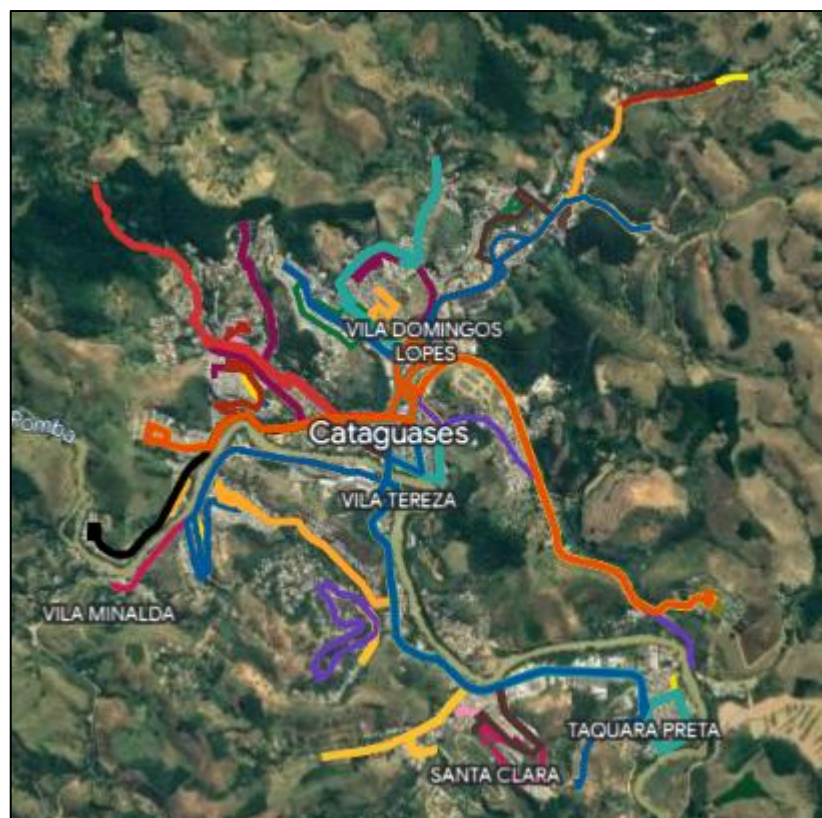 VILA DOMINGOS
LOPES
Pomba
Cataguases
VILA TEREZA
VILA MINALDA
TAQUARA PRETA
SANTA CLARA